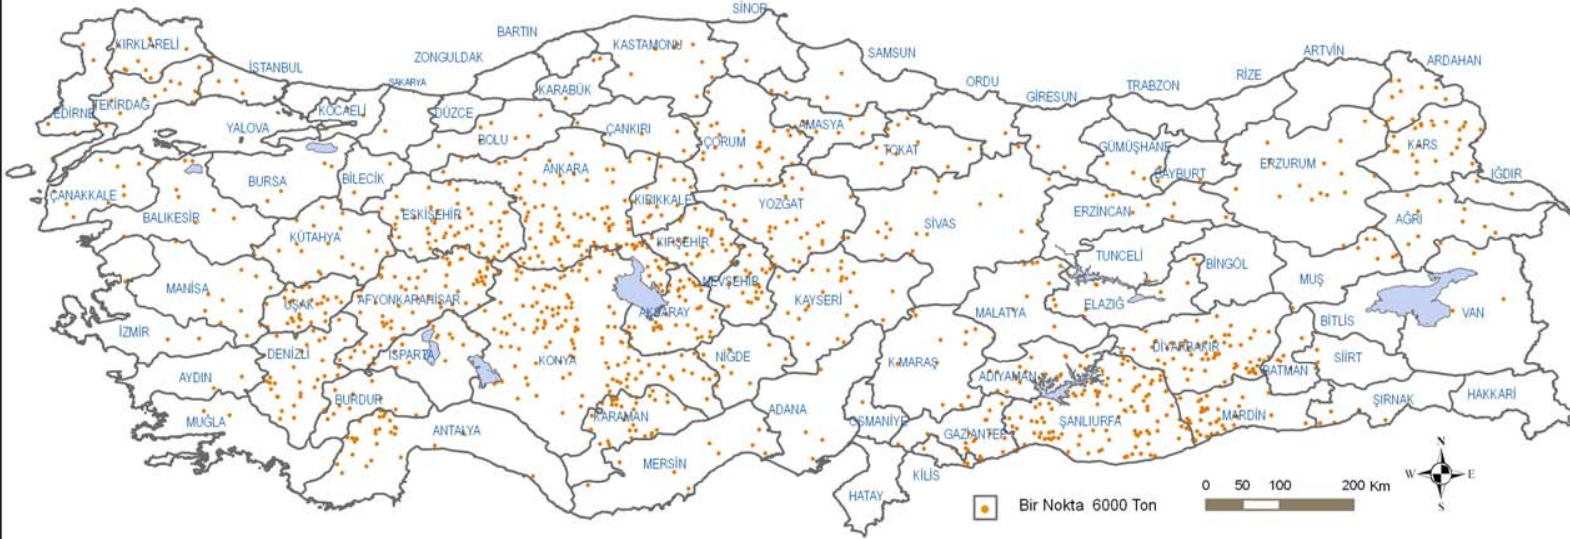 SİNOP
BARTIN
KIRKLARELİ
KASTAMONU
ZONGULDAK
SAMSUN
ARTVİN
ARDAHAN
İSTANBUL
SAKARYA
ORDU
TRABZON
RİZE
KARABÜK
GİRESUN
TEKİRDAĞ
EDİRNE
KOCAELİ
DÜZCE
YALOVA
ÇANKIRI
AMASYA
BOLU
ÇORUM
TOKAT
GÜMÜŞHANE
KARS
ERZURUM
ANKARA
BAYBURT
IĞDIR
BURSA
BİLECİK
ÇANAKKALE
KIRIKKALE
YOZGAT
ERZİNCAN
BALIKESİR
ESKİŞEHİR
SİVAS
AĞRI
KÜTAHYA
KIRŞEHİR
TUNCELİ
BİNGÖL
MUŞ
NEVŞEHİR
MANİSA
AFYONKARAHİSAR
KAYSERİ
UŞAK
ELAZIĞ
AKSARAY
MALATYA
VAN
BİTLİS
İZMİR
DENİZLİ
ISPARTA
KONYA
NİĞDE
DİYARBAKIR
SİİRT
K.MARAŞ
BATMAN
AYDIN
ADIYAMAN
HAKKARİ
BURDUR
ŞIRNAK
ADANA
KARAMAN
MARDİN
MUĞLA
OSMANİYE
ŞANLIURFA
ANTALYA
GAZİANTEP
MERSİN
KİLİS
HATAY
N
W
E
S
0 50 100 200 Km
Bir Nokta 6000 Ton